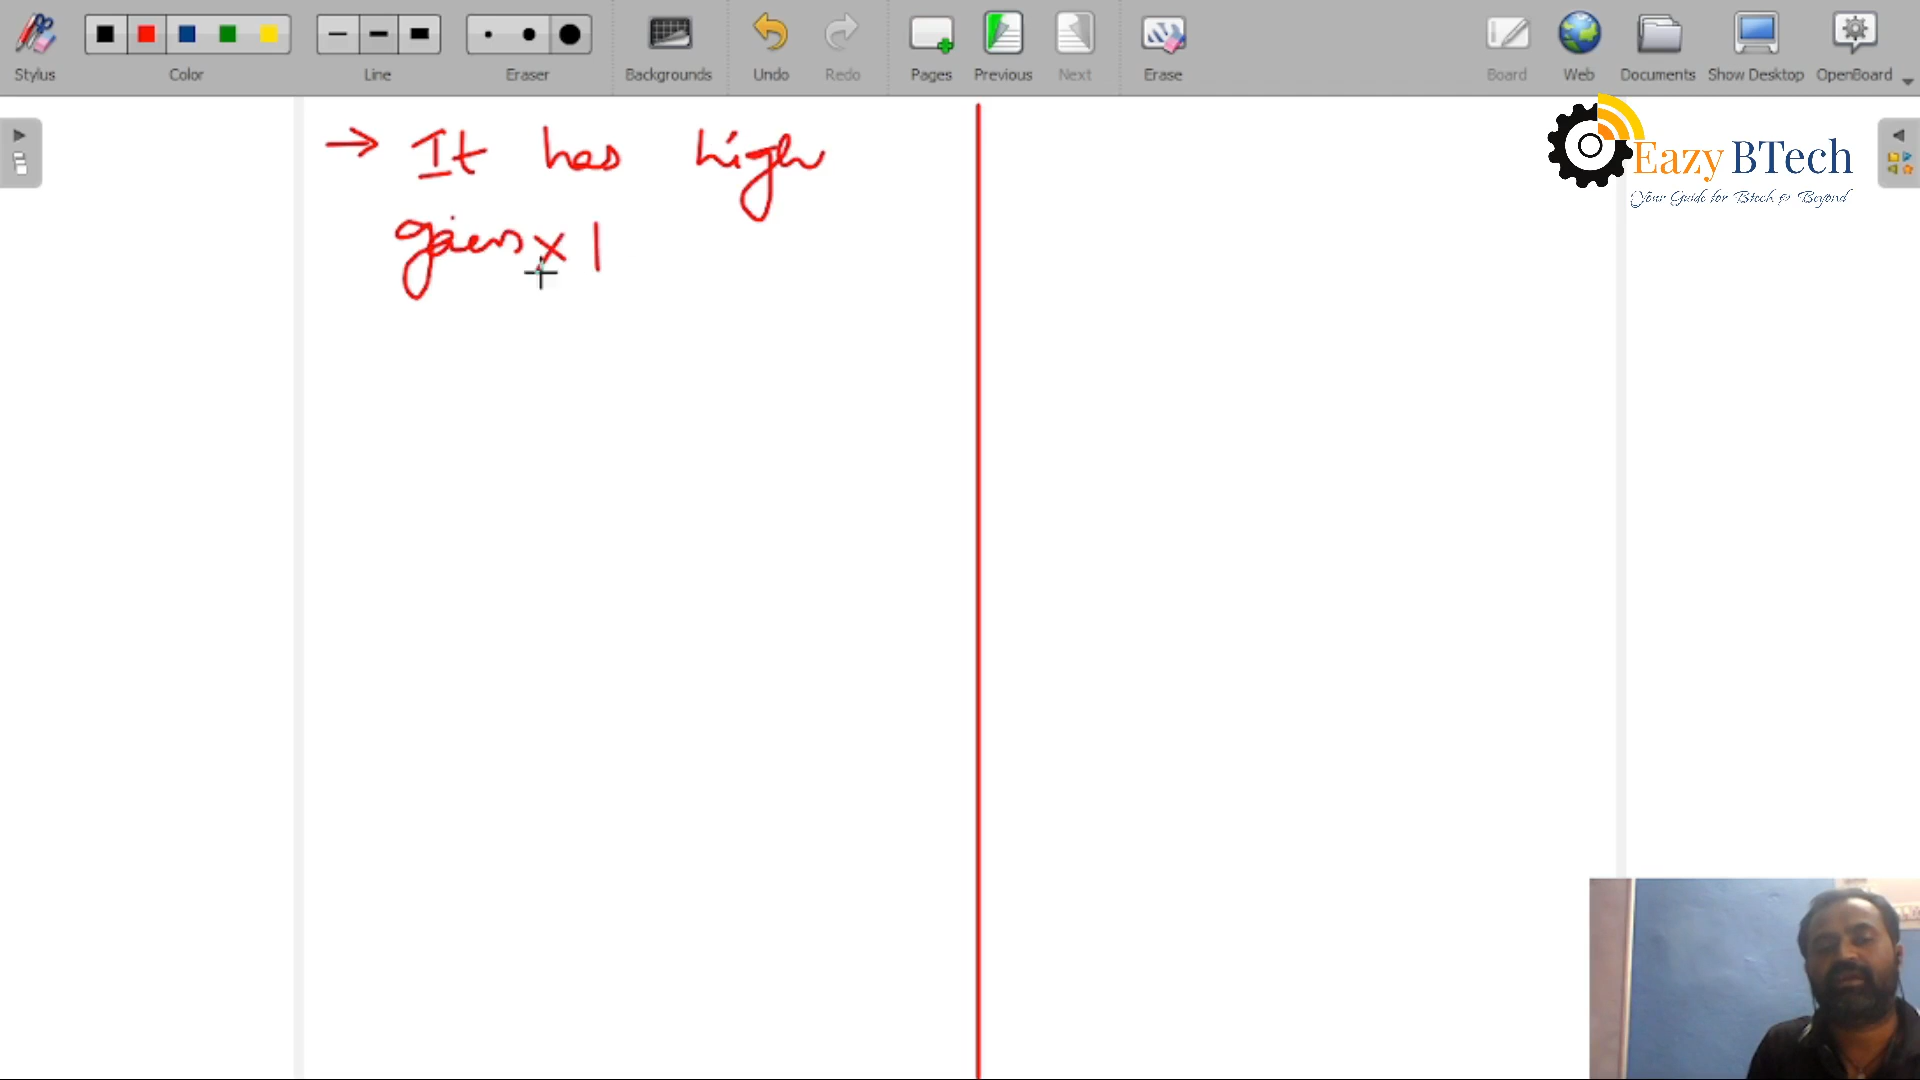 Stylus Color Line Eraser Backgrounds Undo Redo Pages Previous Next Erase Board Web Documents Show Desktop OpenBoard
→ It has high
gain x 1
Eazy BTech
Your Guide for Btech & Beyond